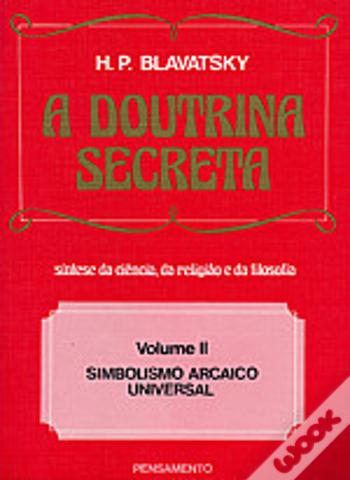 H. P. BLAVATSKY
A DOUTRINA
SECRETA
síntese da ciência, da religião e da filosofia
Volume II
SIMBOLISMO ARCAICO
UNIVERSAL
PENSAMENTO
wook